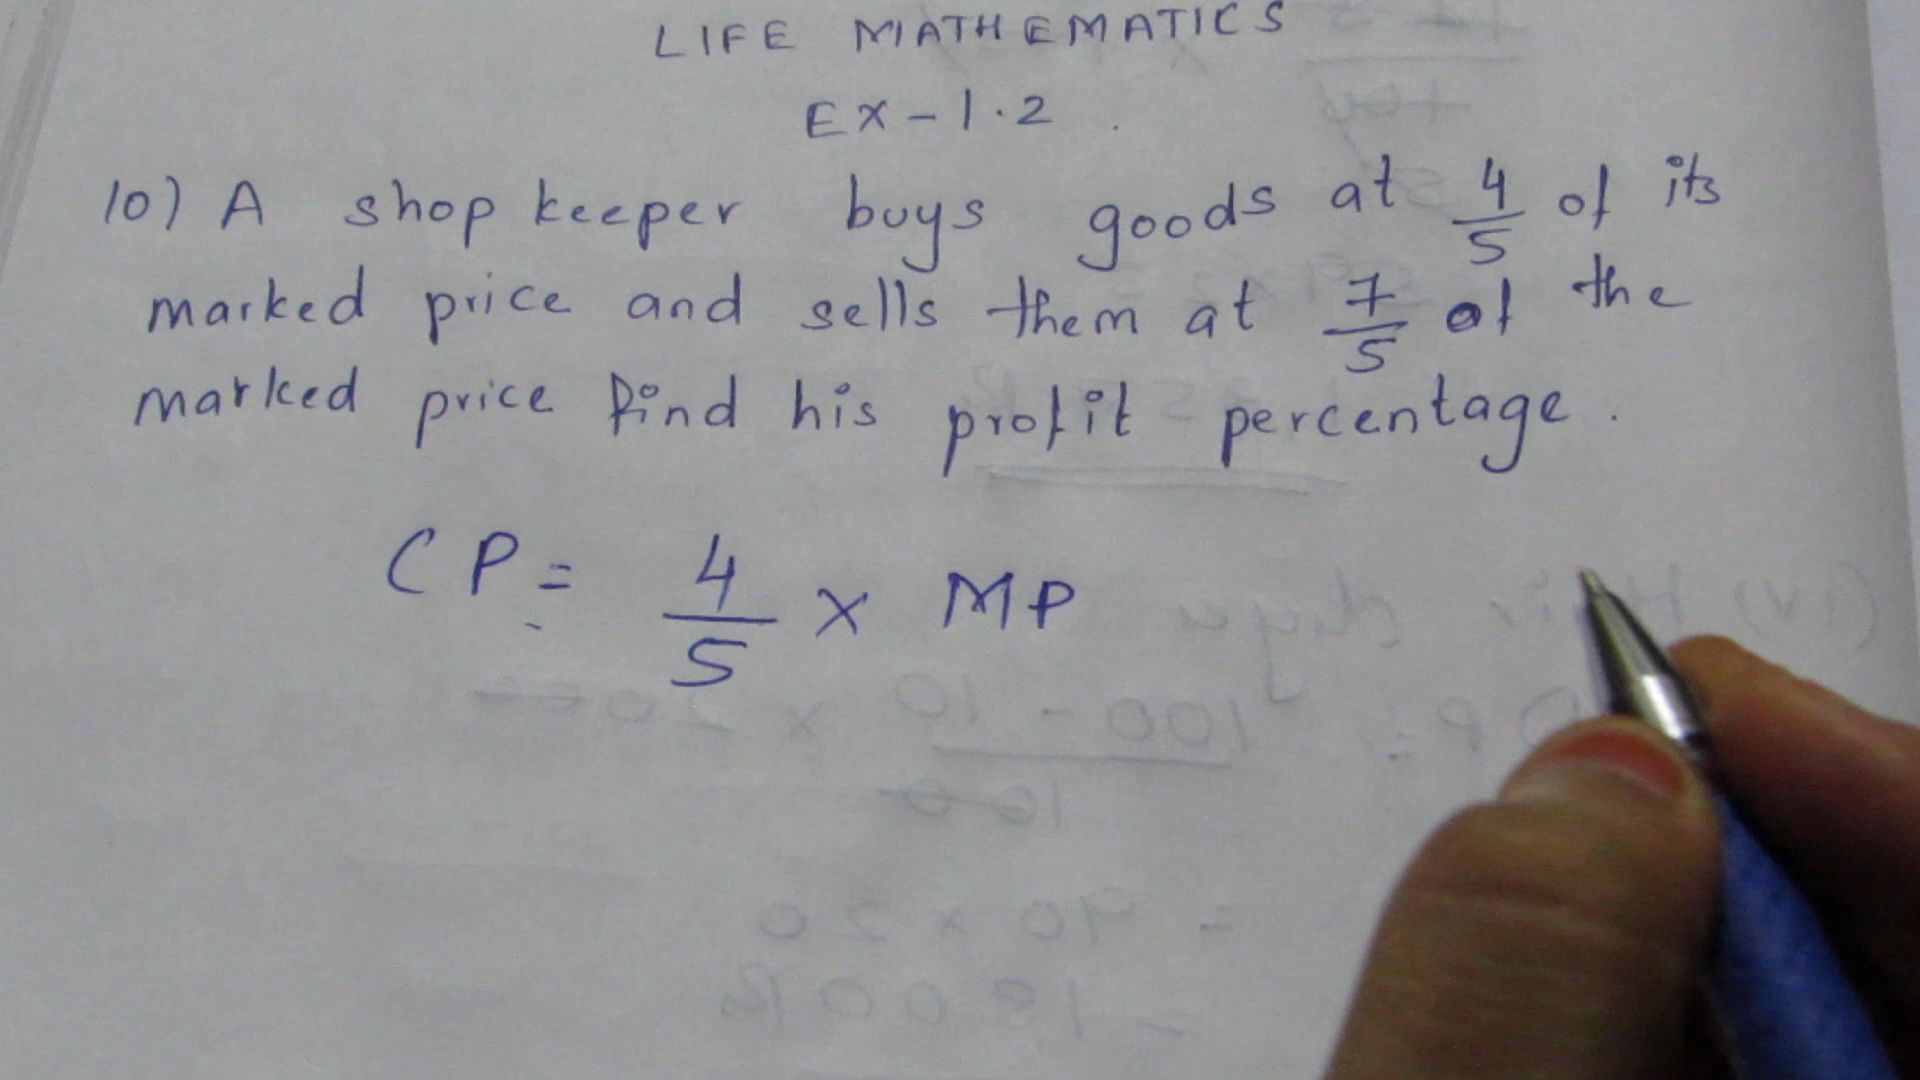 LIFE MATHEMATICS
EX-1.2.
10) A shop keeper buys goods at 4/5 of its
marked price and sells them at 7/5 of the
marked price find his profit percentage.
CP = 4/5 × MP